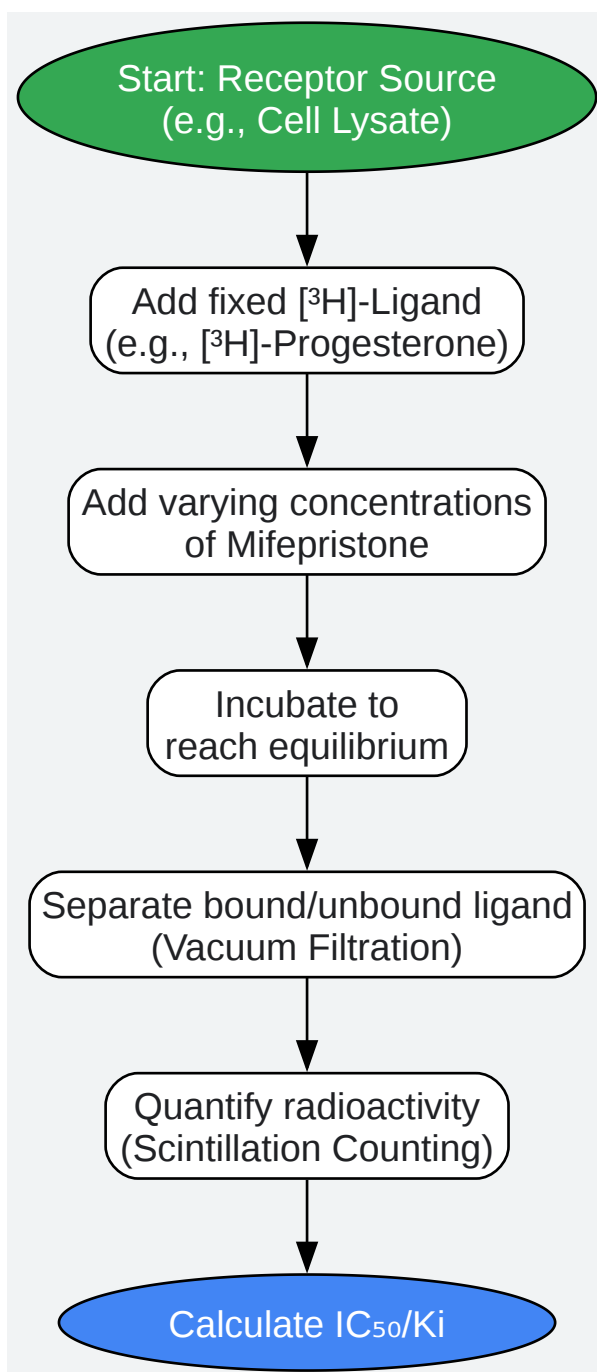 Start: Receptor Source
(e.g., Cell Lysate)
Add fixed [³H]-Ligand
(e.g., [³H]-Progesterone)
Add varying concentrations
of Mifepristone
Incubate to
reach equilibrium
Separate bound/unbound ligand
(Vacuum Filtration)
Quantify radioactivity
(Scintillation Counting)
Calculate IC₅₀/Ki